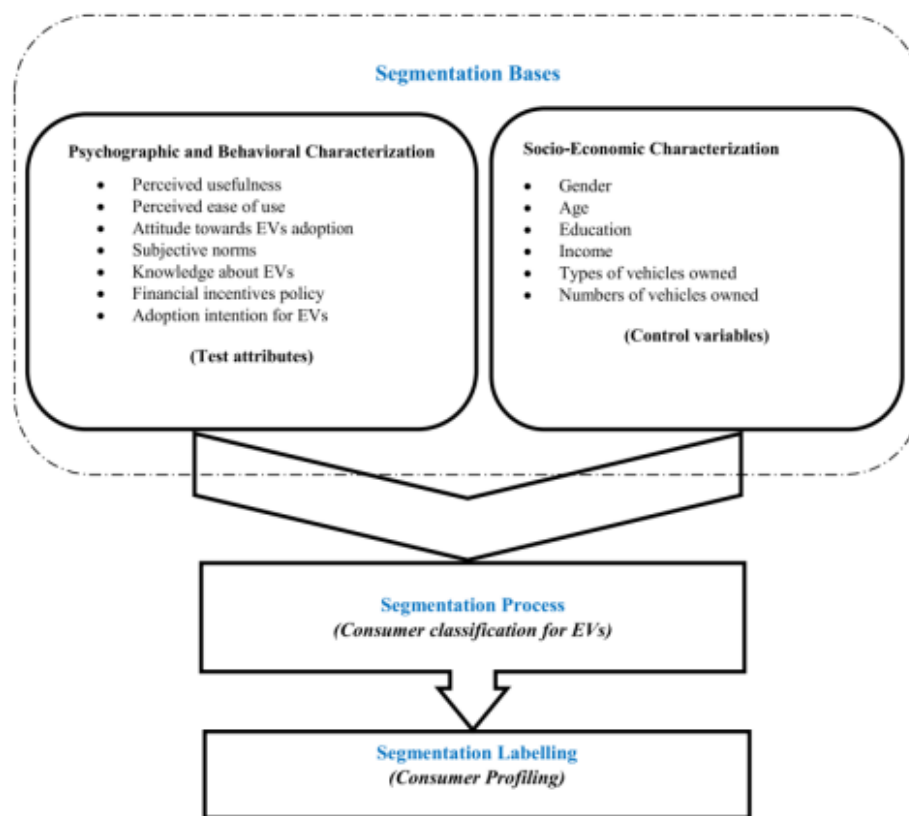 Segmentation Bases
Psychographic and Behavioral Characterization
• Perceived usefulness
• Perceived ease of use
• Attitude towards EVs adoption
• Subjective norms
• Knowledge about EVs
• Financial incentives policy
• Adoption intention for EVs
(Test attributes)
Socio-Economic Characterization
• Gender
• Age
• Education
• Income
• Types of vehicles owned
• Numbers of vehicles owned
(Control variables)
Segmentation Process
(Consumer classification for EVs)
Segmentation Labelling
(Consumer Profiling)